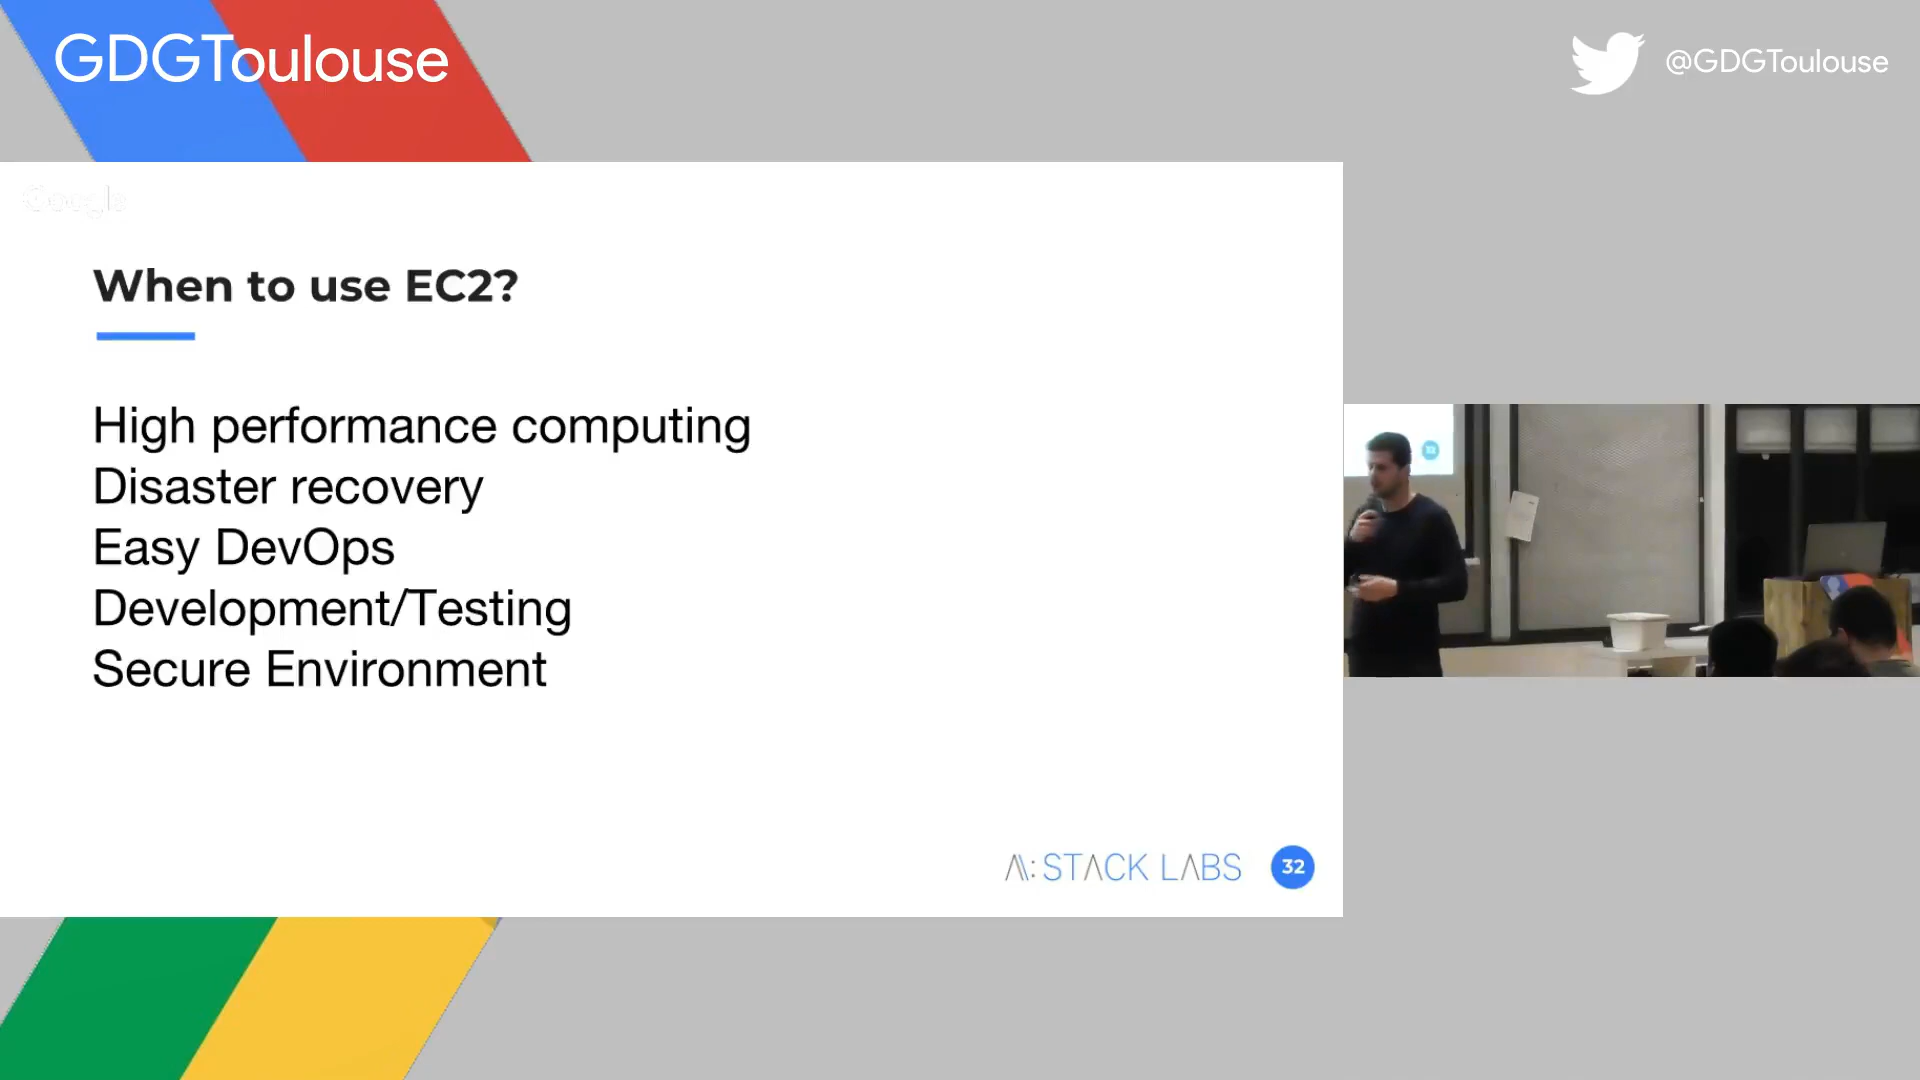 GDGToulouse
@GDGToulouse
Google
When to use EC2?
High performance computing
Disaster recovery
Easy DevOps
Development/Testing
Secure Environment
STACK LABS
32